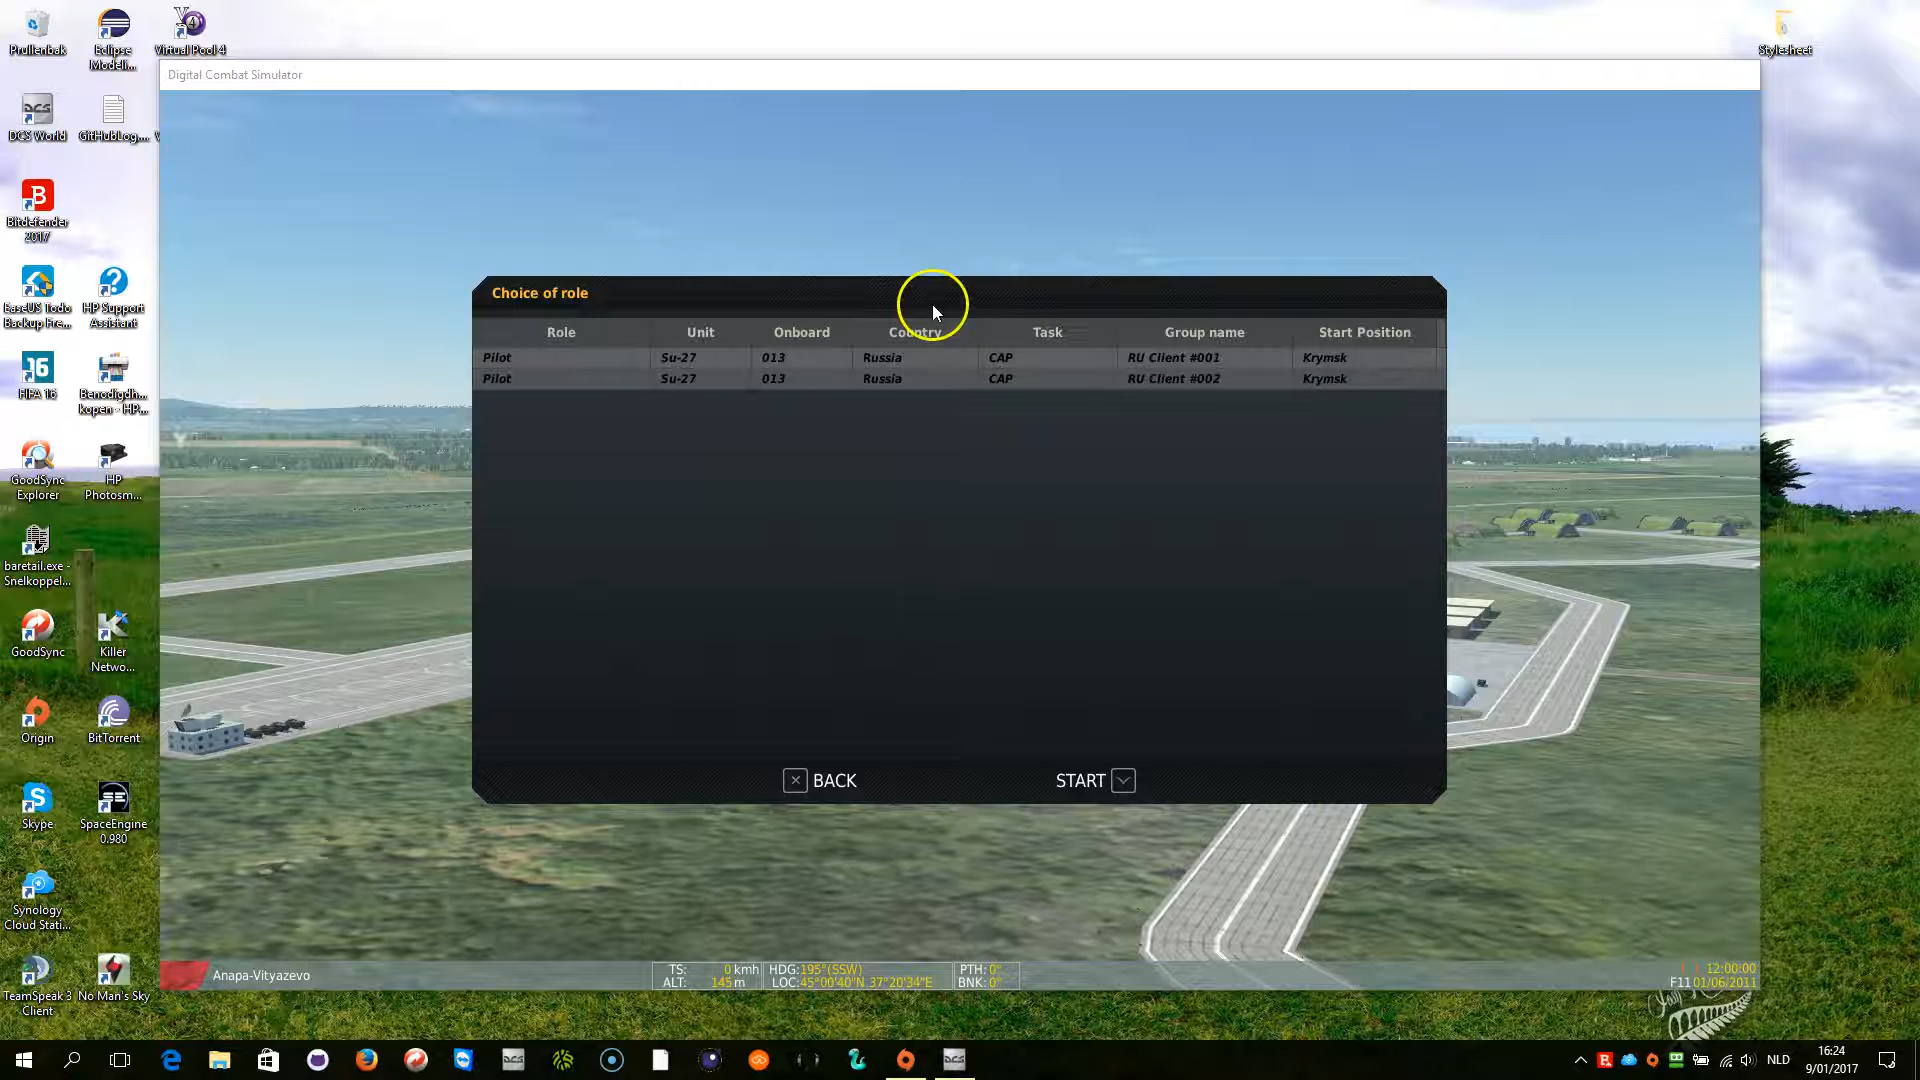 Prullenbak
Eclipse
Modeli...
Virtual Pool 4
Stylesheet
Digital Combat Simulator
DCS World
GitHubLog....
Bitdefender
2017
EaseUS Todo
Backup Fre...
HP Support
Assistant
FIFA 16
Benodigdh...
kopen - HP...
GoodSync
Explorer
HP
Photosm...
baretail.exe -
Snelkoppel...
GoodSync
Killer
Netwo...
Origin
BitTorrent
Skype
SpaceEngine
0.980
Synology
Cloud Stati...
TeamSpeak 3
Client
No Man's Sky
Choice of role
Role Unit Onboard Country Task Group name Start Position
Pilot Su-27 013 Russia CAP RU Client #001 Krymsk
Pilot Su-27 013 Russia CAP RU Client #002 Krymsk
BACK START
Anapa-Vityazevo
TS: 0 kmh HDG:195°(SSW) PTH: 0°
ALT: 145 m LOC:45°00'40"N 37°20'34"E BNK: 0°
12:00:00
F11 01/06/2011
NLD
16:24
9/01/2017